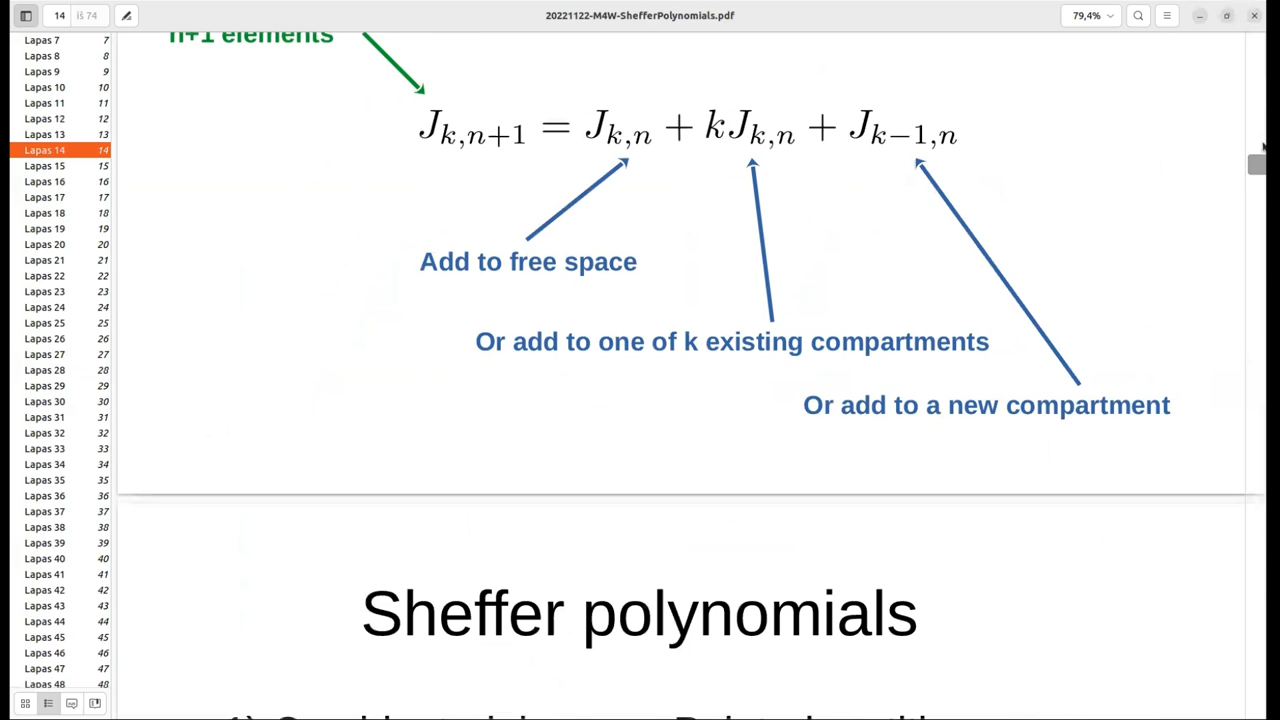 14 iš 74
20221122-M4W-ShefferPolynomials.pdf
79,4%
Lapas 7 7
Lapas 8 8
Lapas 9 9
Lapas 10 10
Lapas 11 11
Lapas 12 12
Lapas 13 13
Lapas 14 14
Lapas 15 15
Lapas 16 16
Lapas 17 17
Lapas 18 18
Lapas 19 19
Lapas 20 20
Lapas 21 21
Lapas 22 22
Lapas 23 23
Lapas 24 24
Lapas 25 25
Lapas 26 26
Lapas 27 27
Lapas 28 28
Lapas 29 29
Lapas 30 30
Lapas 31 31
Lapas 32 32
Lapas 33 33
Lapas 34 34
Lapas 35 35
Lapas 36 36
Lapas 37 37
Lapas 38 38
Lapas 39 39
Lapas 40 40
Lapas 41 41
Lapas 42 42
Lapas 43 43
Lapas 44 44
Lapas 45 45
Lapas 46 46
Lapas 47 47
Lapas 48 48
n+1 elements
J_{k,n+1} = J_{k,n} + kJ_{k,n} + J_{k−1,n}
Add to free space
Or add to one of k existing compartments
Or add to a new compartment
Sheffer polynomials